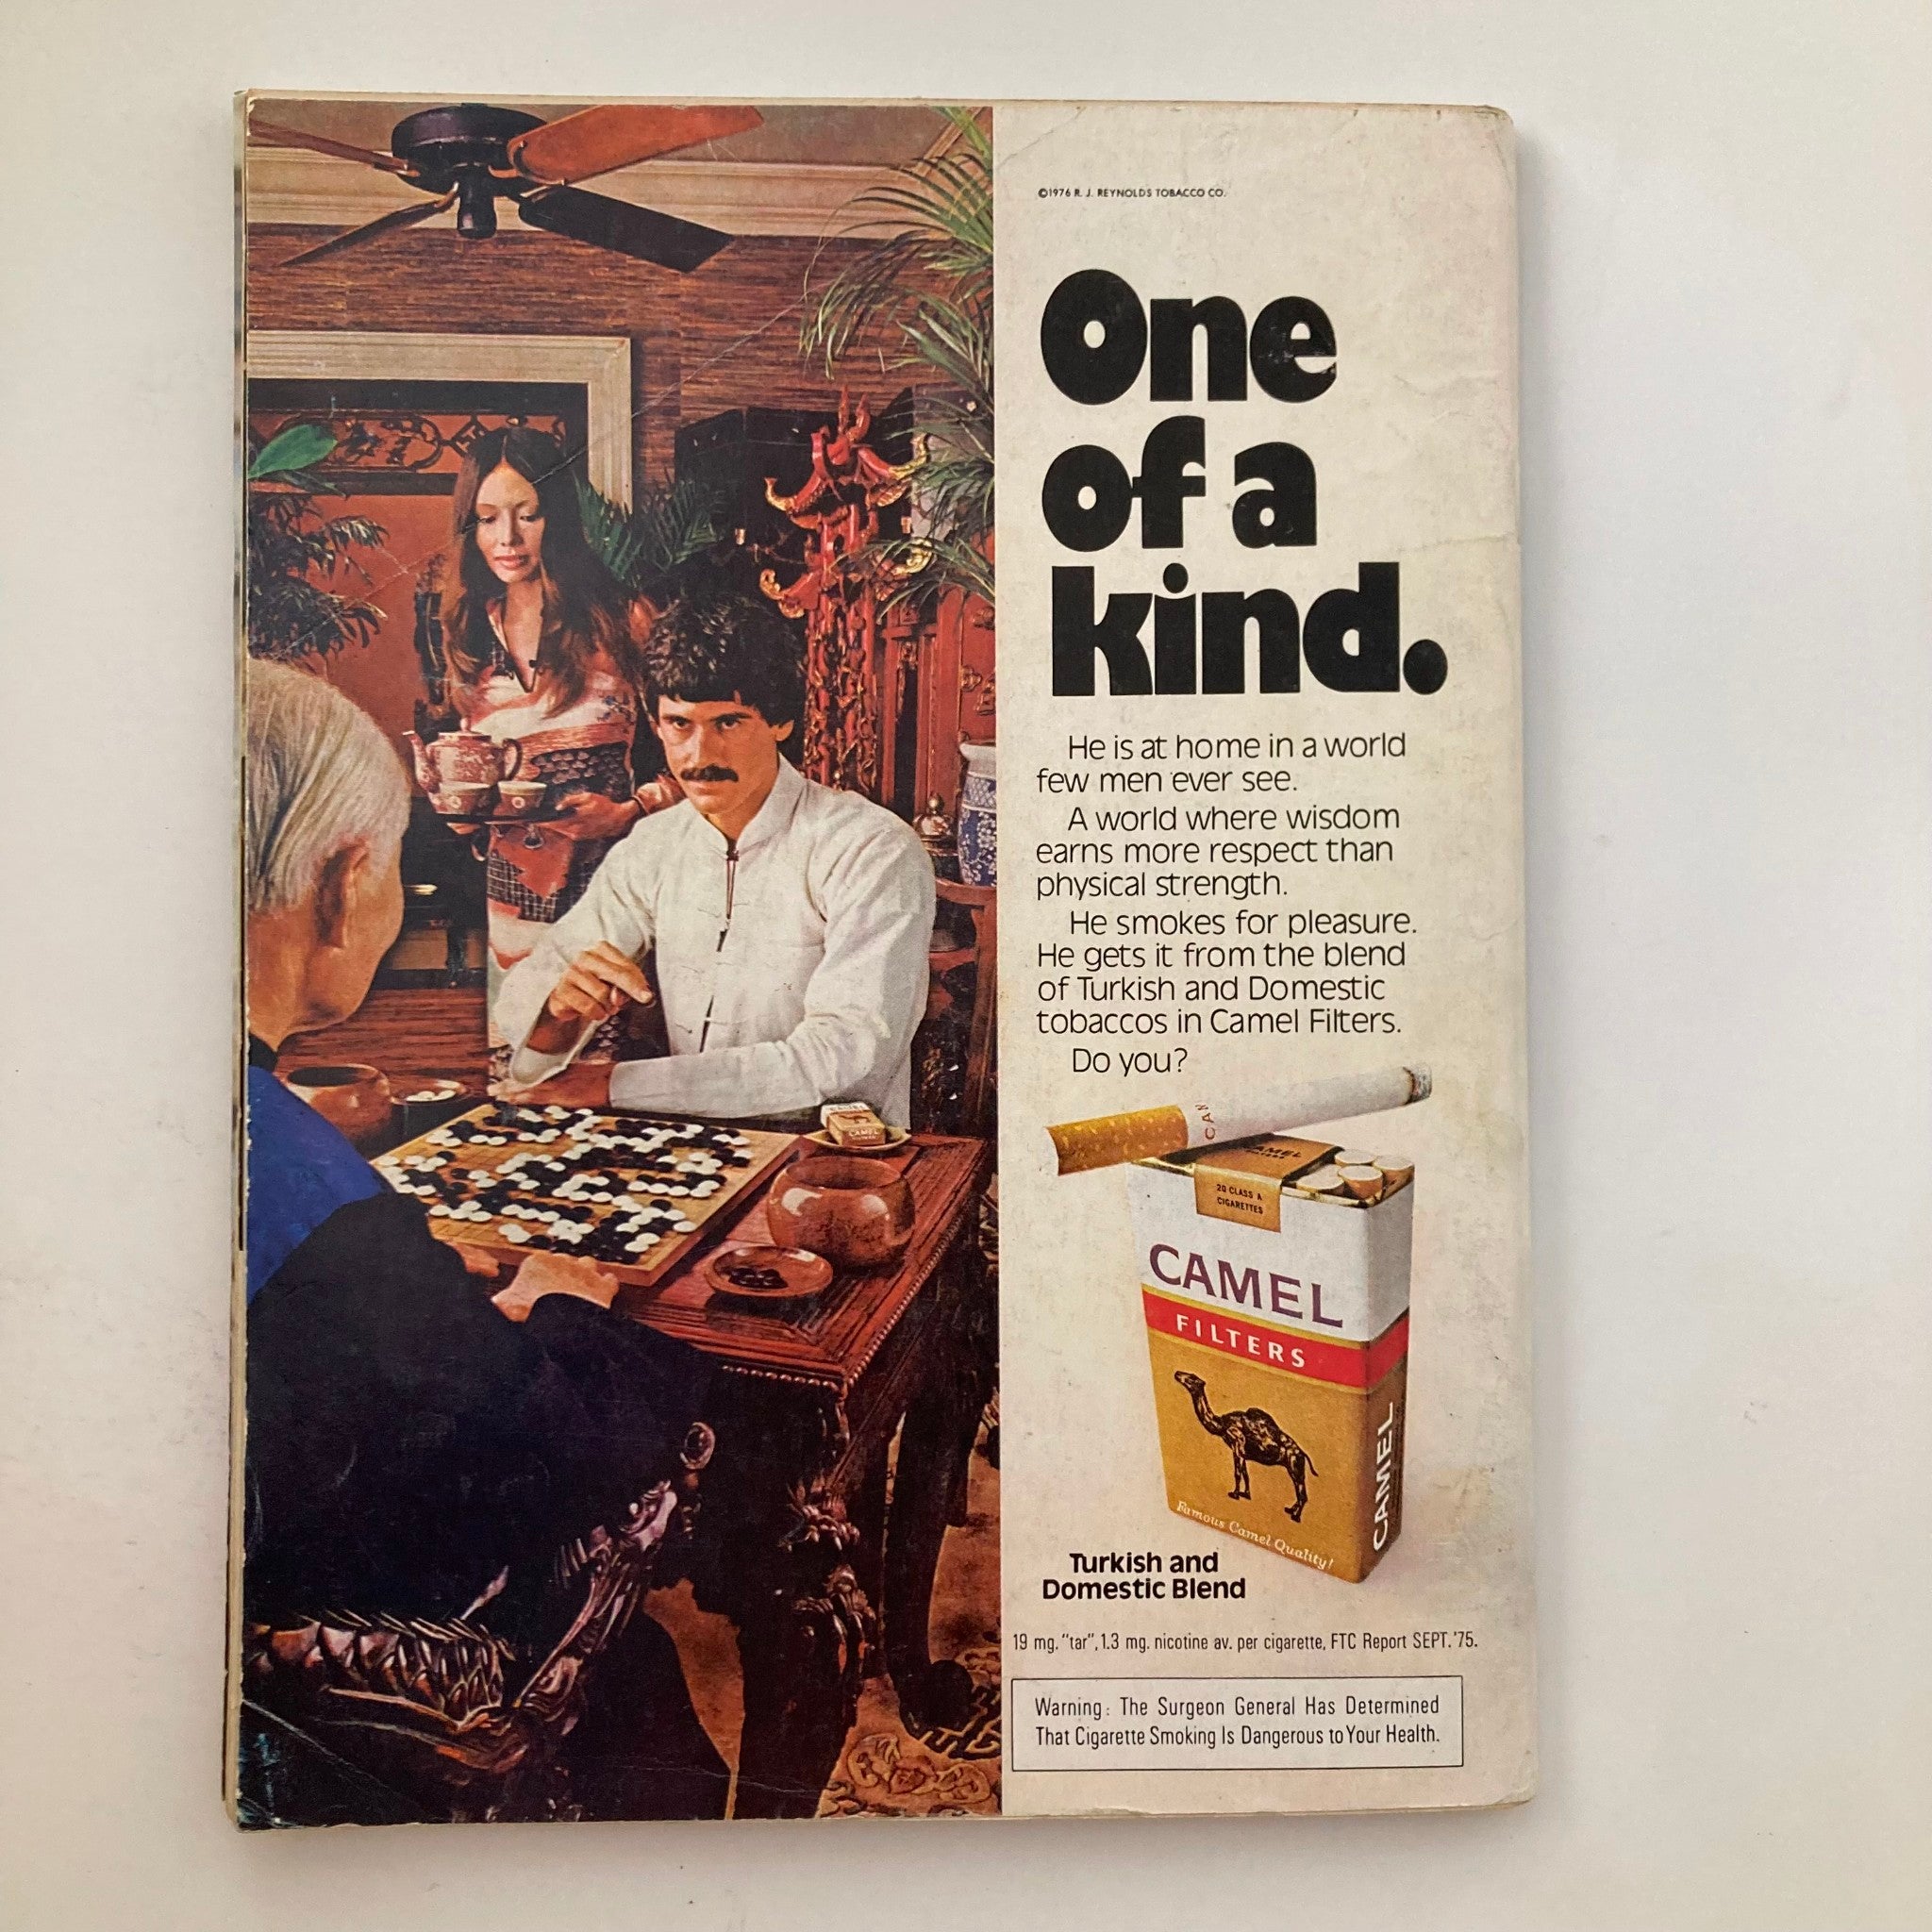 ©1976 R. J. REYNOLDS TOBACCO CO.
One
of a
kind.
He is at home in a world
few men ever see.
A world where wisdom
earns more respect than
physical strength.
He smokes for pleasure.
He gets it from the blend
of Turkish and Domestic
tobaccos in Camel Filters.
Do you?
CAMEL
20 CLASS A
CIGARETTES
CAMEL
FILTERS
CAMEL
Famous Camel Quality!
CAMEL
Turkish and
Domestic Blend
19 mg. "tar", 1.3 mg. nicotine av. per cigarette, FTC Report SEPT. '75.
Warning: The Surgeon General Has Determined
That Cigarette Smoking Is Dangerous to Your Health.